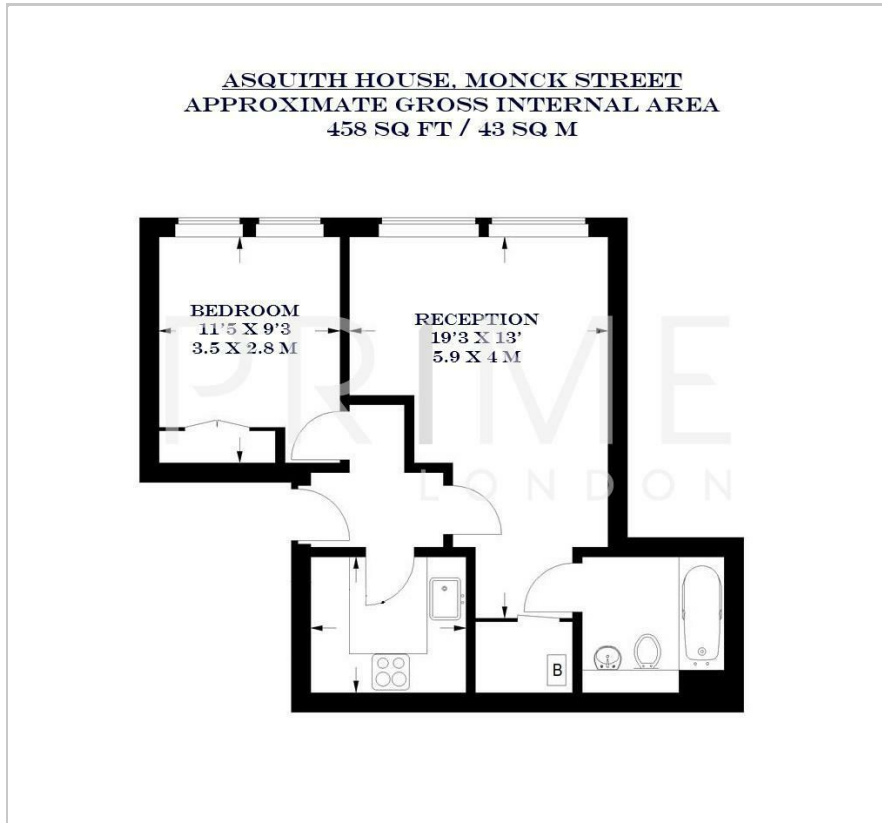 ASQUITH HOUSE, MONCK STREET
APPROXIMATE GROSS INTERNAL AREA
458 SQ FT / 43 SQ M
BEDROOM
11'5 X 9'3
3.5 X 2.8 M
RECEPTION
19'3 X 13'
5.9 X 4 M
PRIME
LONDON
B